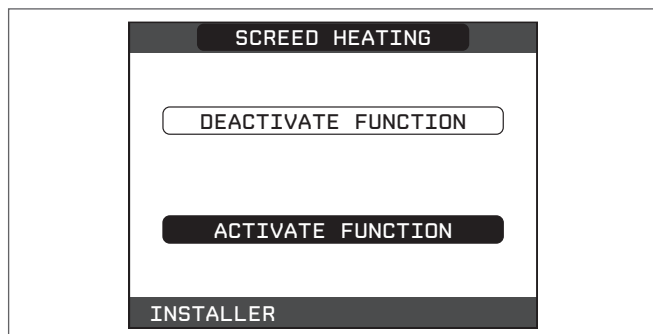 SCREED HEATING
DEACTIVATE FUNCTION
ACTIVATE FUNCTION
INSTALLER